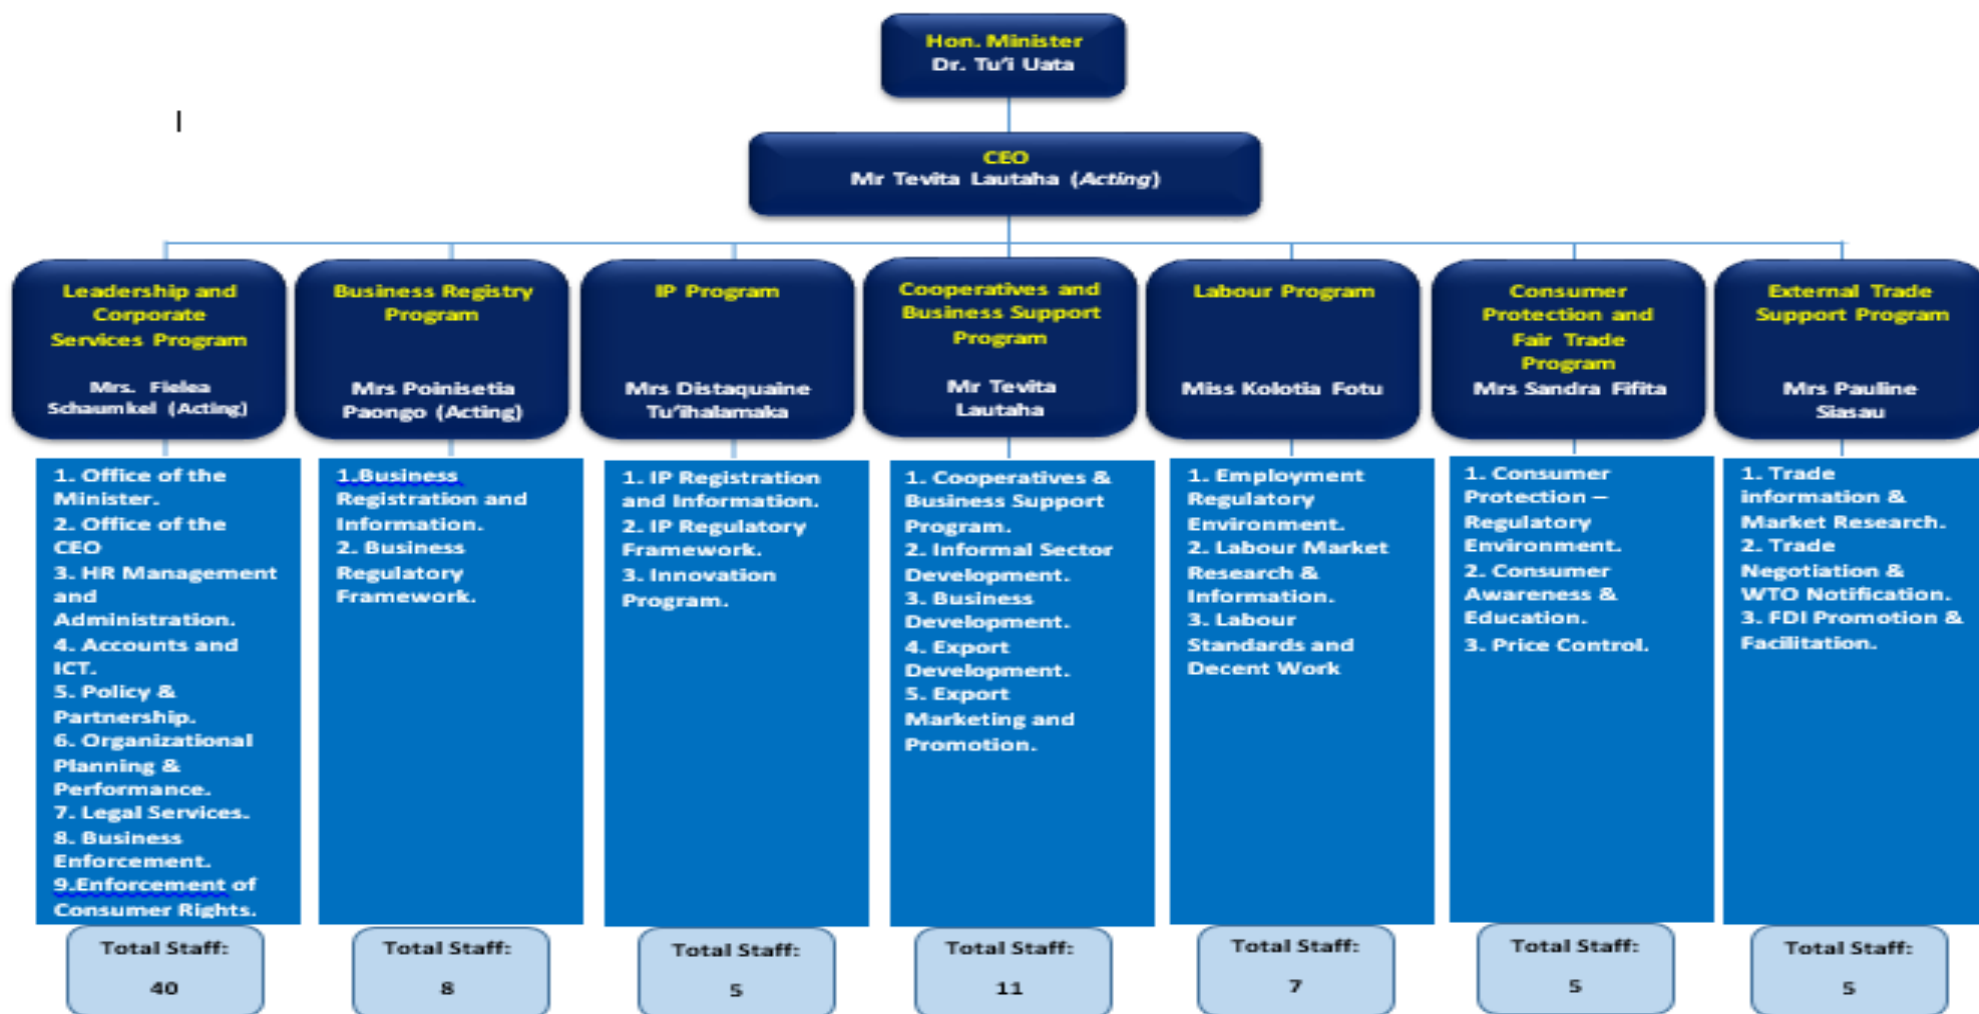 Hon. Minister
Dr. Tu'i Uata
CEO
Mr Tevita Lautaha (Acting)
Leadership and
Corporate
Services Program
Mrs. Fielea
Schaumkel (Acting)
Business Registry
Program
Mrs Poinisetia
Paongo (Acting)
IP Program
Mrs Distaquaine
Tu'ihalamaka
Cooperatives and
Business Support
Program
Mr Tevita
Lautaha
Labour Program
Miss Kolotia Fotu
Consumer
Protection and
Fair Trade
Program
Mrs Sandra Fifita
External Trade
Support Program
Mrs Pauline
Siasau
1. Office of the
Minister.
2. Office of the
CEO
3. HR Management
and
Administration.
4. Accounts and
ICT.
5. Policy &
Partnership.
6. Organizational
Planning &
Performance.
7. Legal Services.
8. Business
Enforcement.
9.Enforcement of
Consumer Rights.
1.Business
Registration and
Information.
2. Business
Regulatory
Framework.
1. IP Registration
and Information.
2. IP Regulatory
Framework.
3. Innovation
Program.
1. Cooperatives &
Business Support
Program.
2. Informal Sector
Development.
3. Business
Development.
4. Export
Development.
5. Export
Marketing and
Promotion.
1. Employment
Regulatory
Environment.
2. Labour Market
Research &
Information.
3. Labour
Standards and
Decent Work
1. Consumer
Protection –
Regulatory
Environment.
2. Consumer
Awareness &
Education.
3. Price Control.
1. Trade
information &
Market Research.
2. Trade
Negotiation &
WTO Notification.
3. FDI Promotion &
Facilitation.
Total Staff:
40
Total Staff:
8
Total Staff:
5
Total Staff:
11
Total Staff:
7
Total Staff:
5
Total Staff:
5